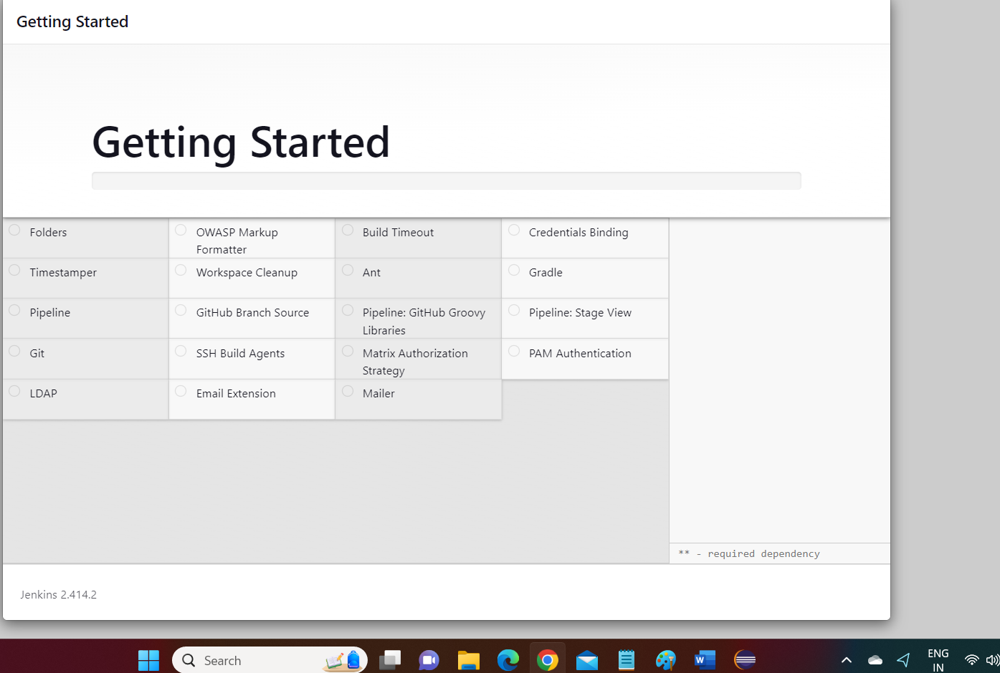 Getting Started
Getting Started
Folders
OWASP Markup
Formatter
Build Timeout
Credentials Binding
Timestamper
Workspace Cleanup
Ant
Gradle
Pipeline
GitHub Branch Source
Pipeline: GitHub Groovy
Libraries
Pipeline: Stage View
Git
SSH Build Agents
Matrix Authorization
Strategy
PAM Authentication
LDAP
Email Extension
Mailer
** - required dependency
Jenkins 2.414.2
Search
W
ENG
IN